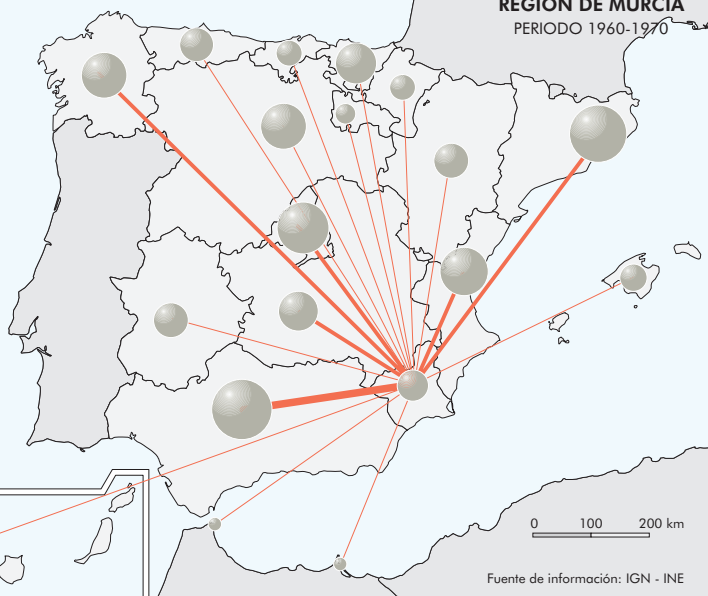 REGIÓN DE MURCIA
PERIODO 1960-1970
0 100 200 km
Fuente de información: IGN - INE